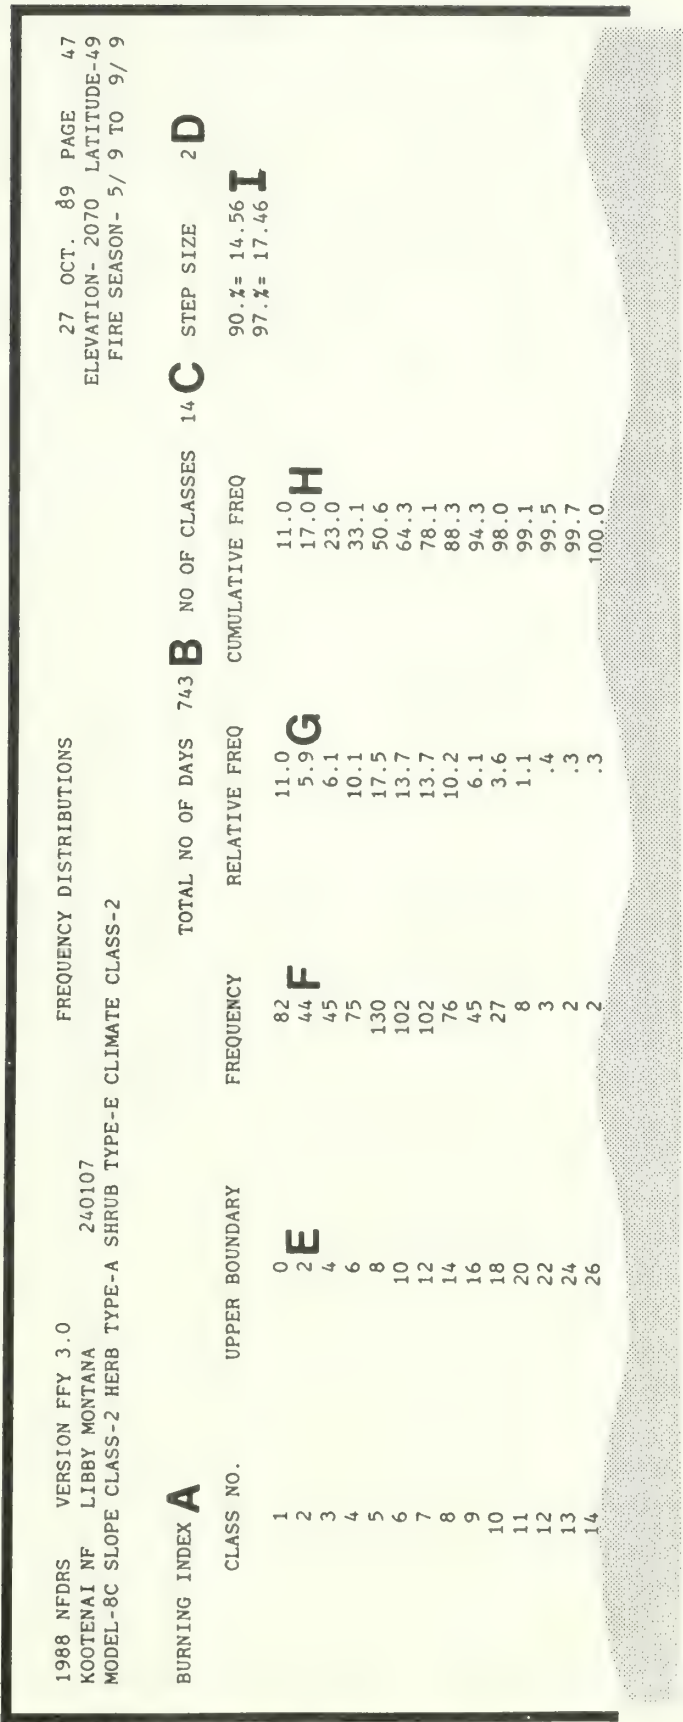 1988 NFDRS VERSION FFY 3.0 FREQUENCY DISTRIBUTIONS 27 OCT. 89 PAGE 47
KOOTENAI NF LIBBY MONTANA 240107 ELEVATION- 2070 LATITUDE-49
MODEL-8C SLOPE CLASS-2 HERB TYPE-A SHRUB TYPE-E CLIMATE CLASS-2 FIRE SEASON- 5/ 9 TO 9/ 9
BURNING INDEX A TOTAL NO OF DAYS 743 B NO OF CLASSES 14 C STEP SIZE 2 D
CLASS NO. UPPER BOUNDARY FREQUENCY RELATIVE FREQ CUMULATIVE FREQ 90.%= 14.56
97.%= 17.46 I
1 0 82 11.0 11.0
2 2 E 44 F 5.9 G 17.0 H
3 4 45 6.1 23.0
4 6 75 10.1 33.1
5 8 130 17.5 50.6
6 10 102 13.7 64.3
7 12 102 13.7 78.1
8 14 76 10.2 88.3
9 16 45 6.1 94.3
10 18 27 3.6 98.0
11 20 8 1.1 99.1
12 22 3 .4 99.5
13 24 2 .3 99.7
14 26 2 .3 100.0